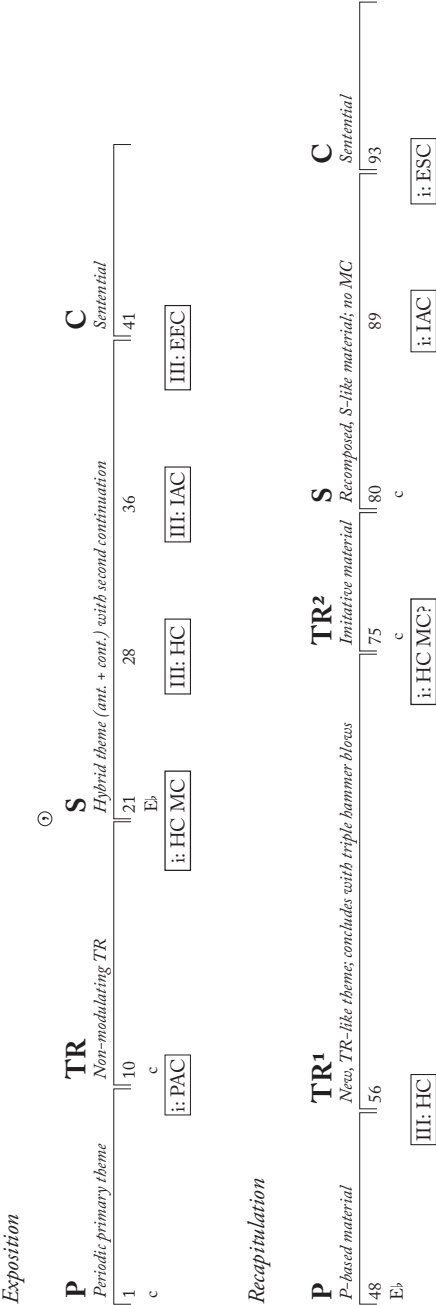 Exposition
P TR S C
Periodic primary theme Non-modulating TR Hybrid theme (ant. + cont.) with second continuation Sentential
1 10 21 28 36 41
c c E♭
i: PAC i: HC MC III: HC III: IAC III: EEC
Recapitulation
P TR¹ TR² S C
P-based material New, TR-like theme; concludes with triple hammer blows Imitative material Recomposed, S-like material; no MC Sentential
48 56 75 80 89 93
E♭ c c
III: HC i: HC MC? i: IAC i: ESC